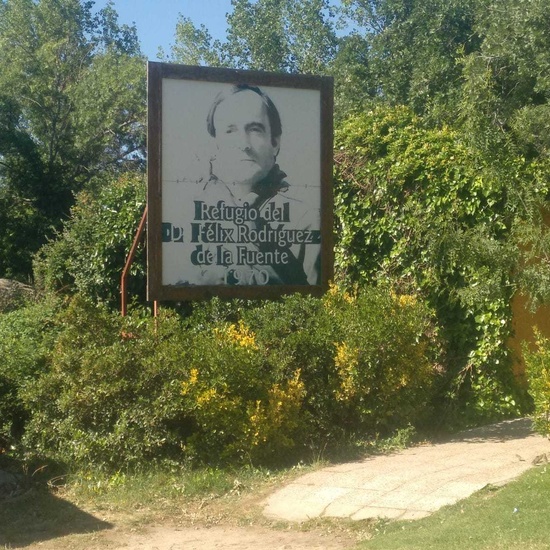 Refugio del
Dr Félix Rodríguez
de la Fuente